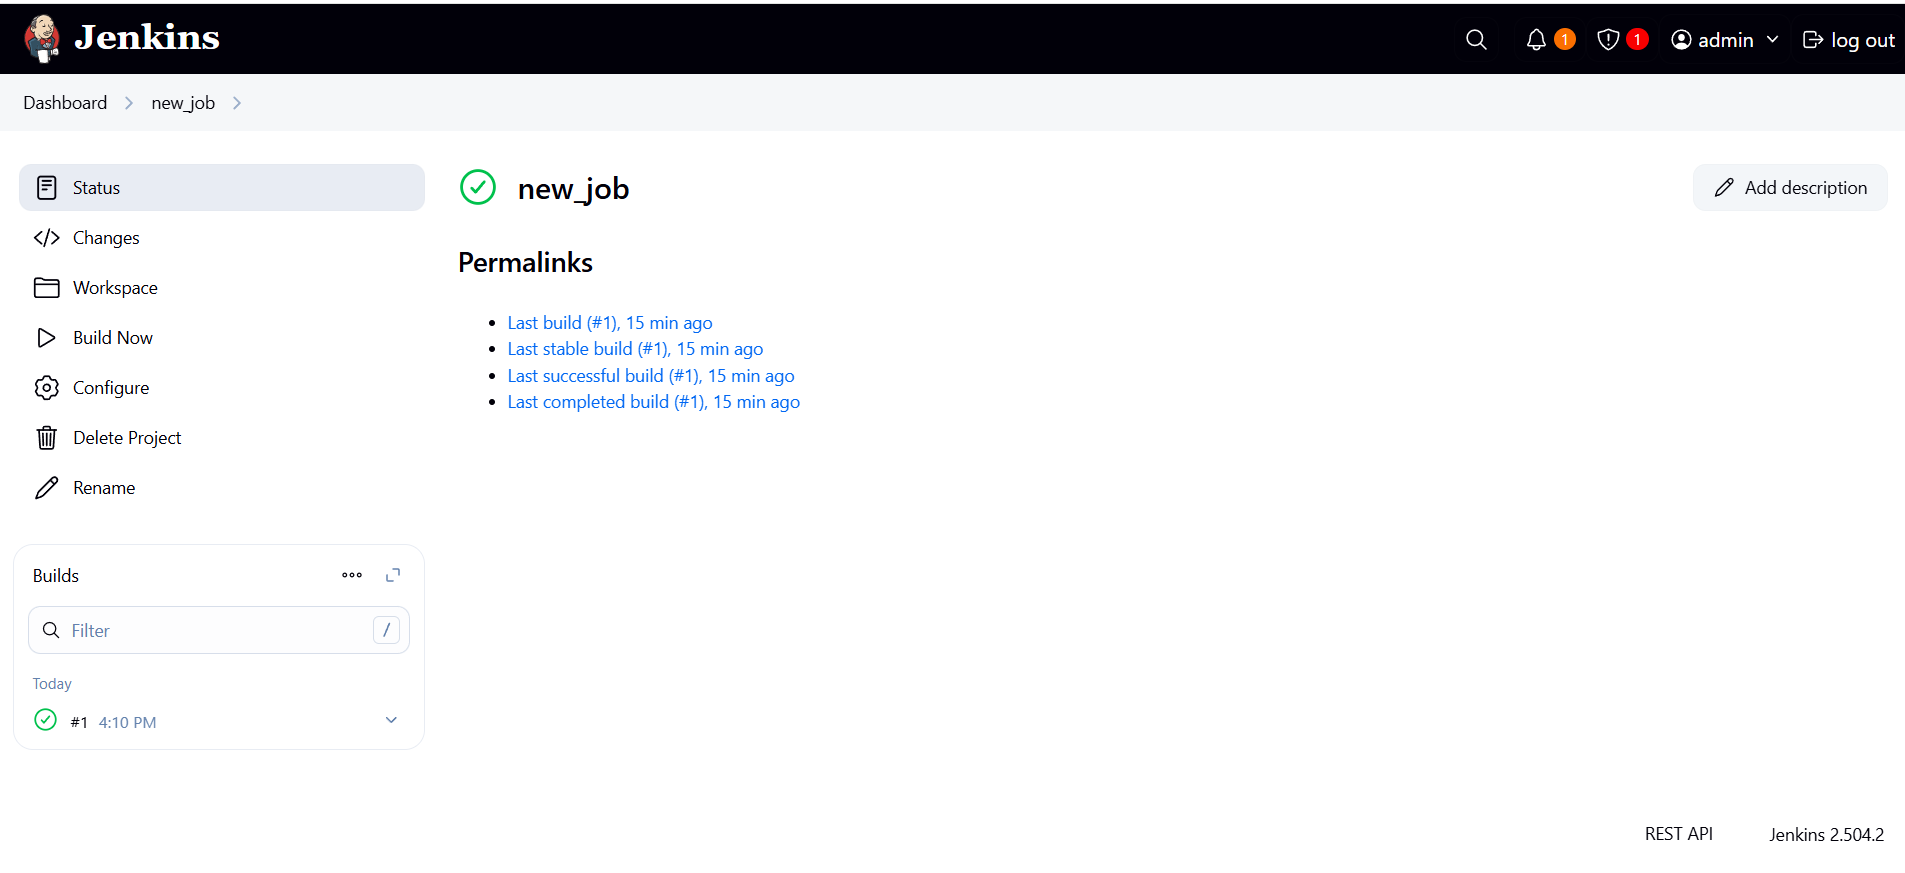 Jenkins
1
1
admin
log out
Dashboard
new_job
Status
Changes
Workspace
Build Now
Configure
Delete Project
Rename
Builds
Filter
/
Today
#1 4:10 PM
new_job
Add description
Permalinks
Last build (#1), 15 min ago
Last stable build (#1), 15 min ago
Last successful build (#1), 15 min ago
Last completed build (#1), 15 min ago
REST API
Jenkins 2.504.2